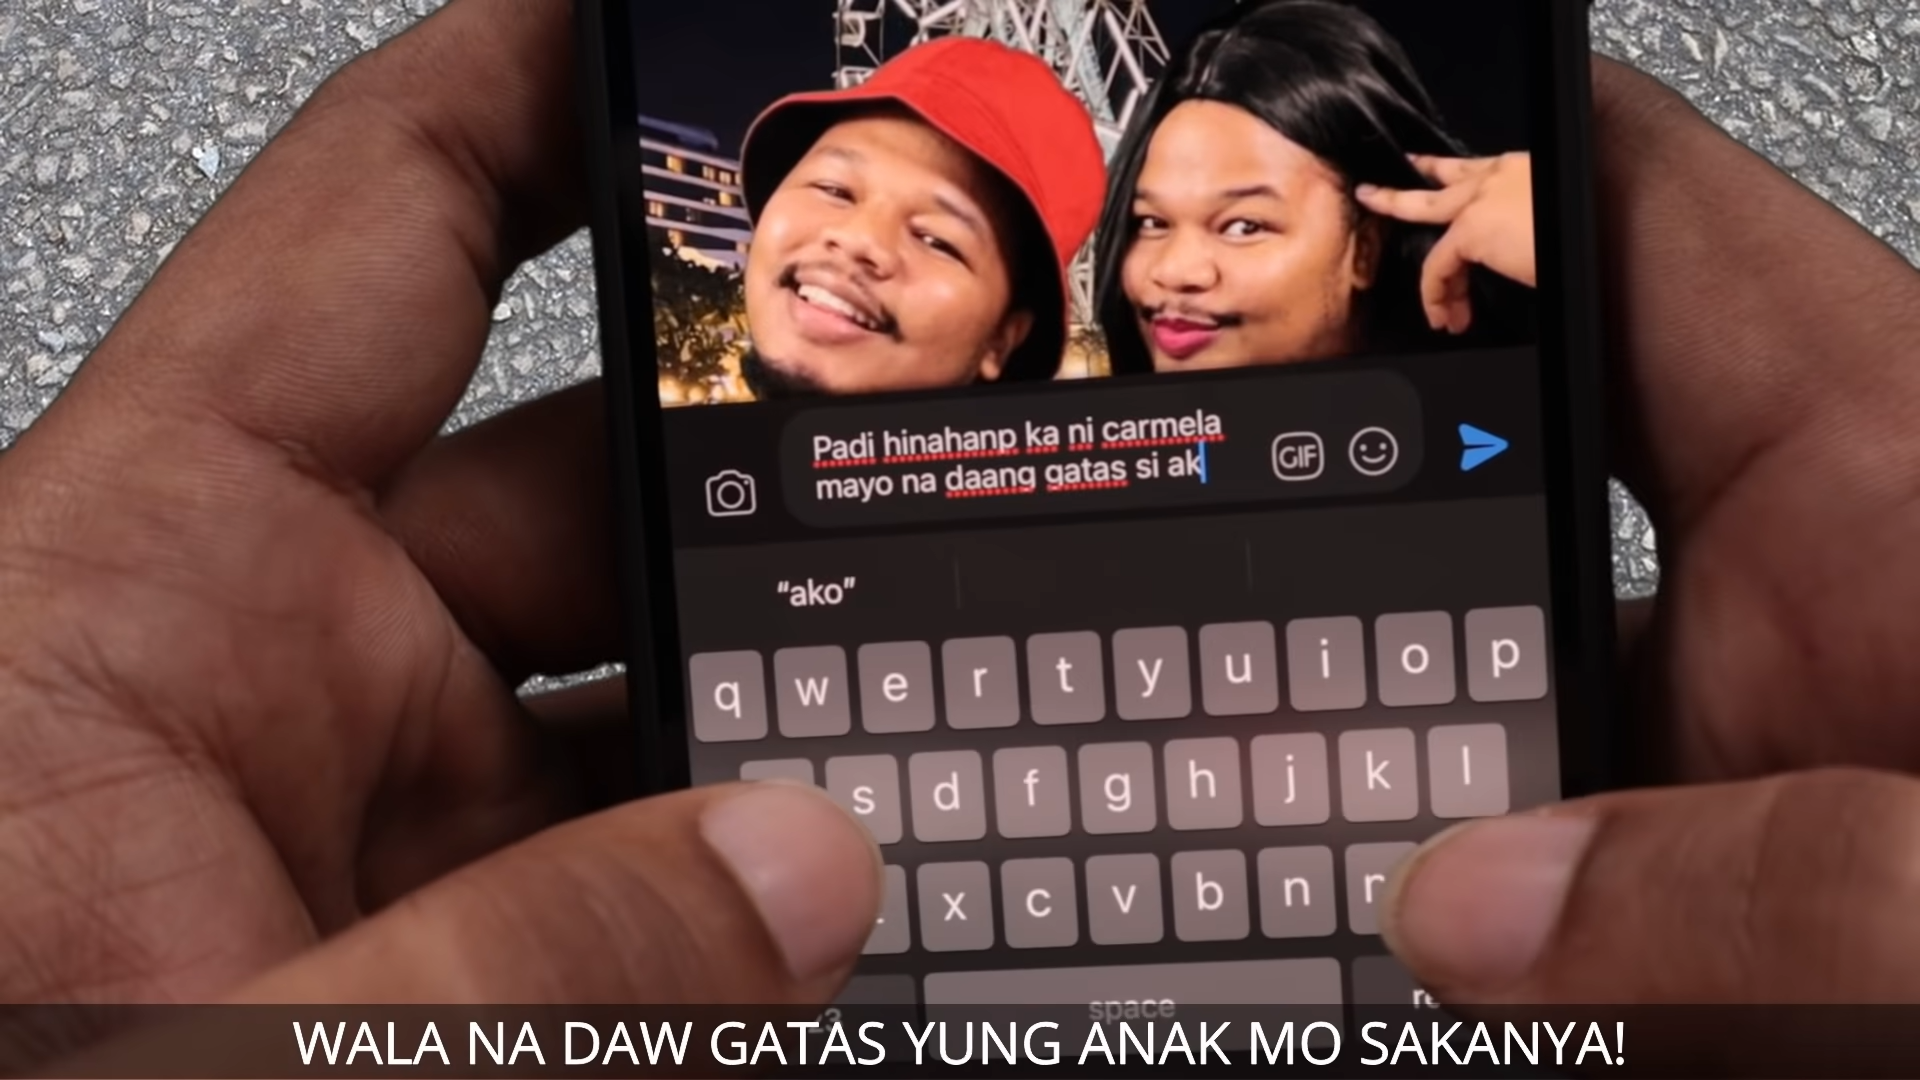 Padi hinahanp ka ni carmela
mayo na daang gatas si ak
GIF
“ako”
q w e r t y u i o p
s d f g h j k l
x c v b n
space
WALA NA DAW GATAS YUNG ANAK MO SAKANYA!